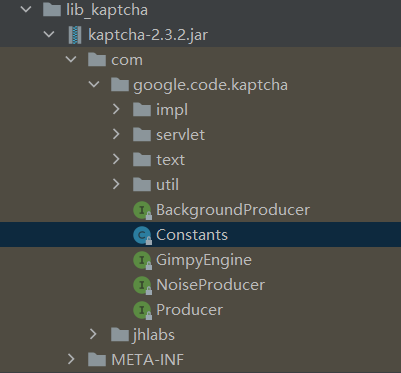 lib_kaptcha
kaptcha-2.3.2.jar
com
google.code.kaptcha
impl
servlet
text
util
BackgroundProducer
Constants
GimpyEngine
NoiseProducer
Producer
jhlabs
META-INF